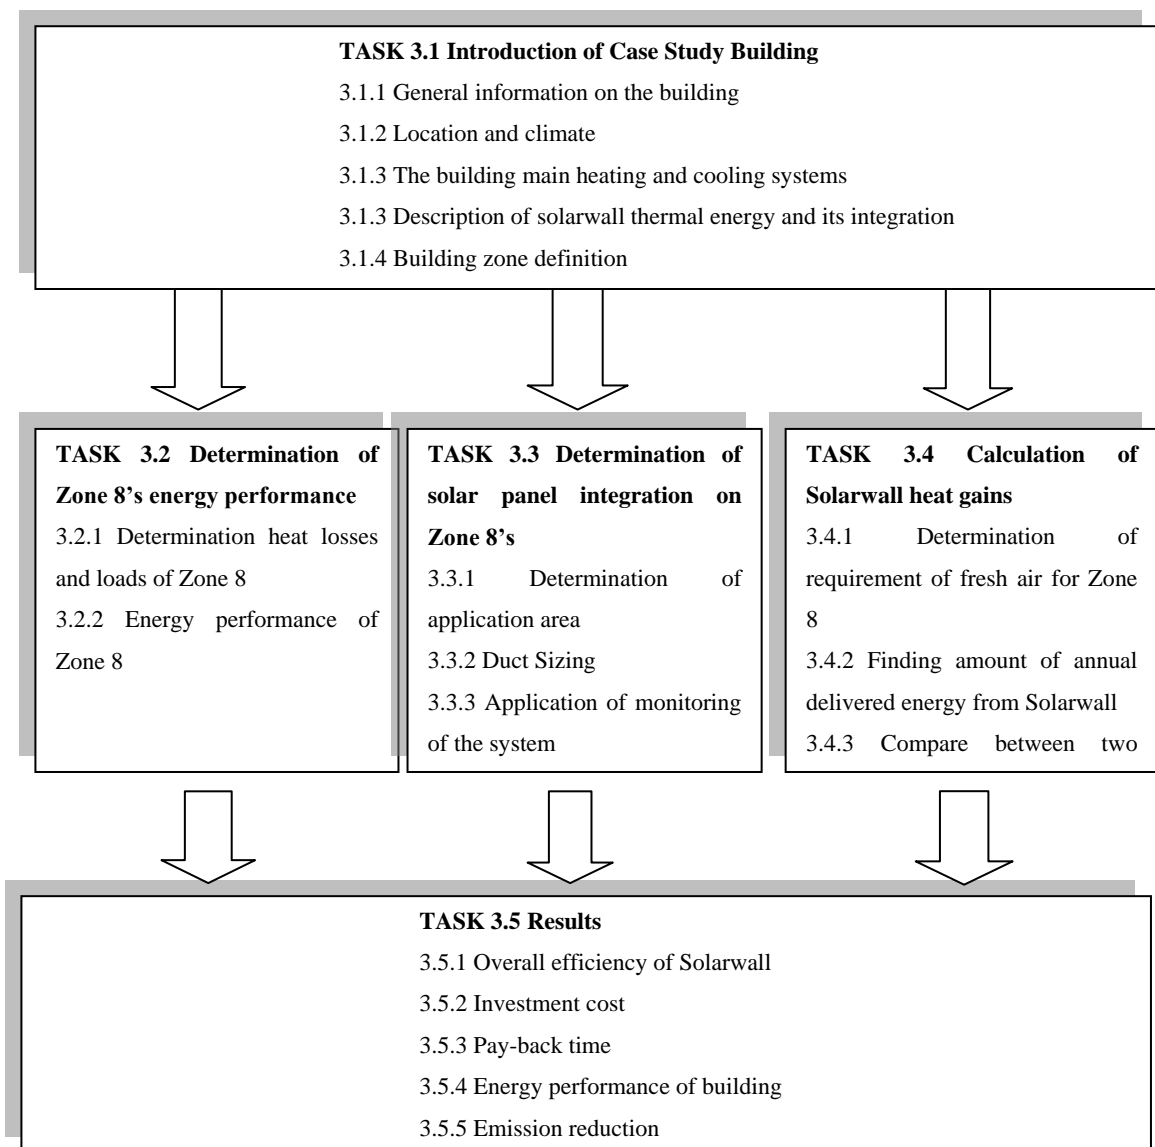 TASK 3.1 Introduction of Case Study Building
3.1.1 General information on the building
3.1.2 Location and climate
3.1.3 The building main heating and cooling systems
3.1.3 Description of solarwall thermal energy and its integration
3.1.4 Building zone definition
TASK 3.2 Determination of
Zone 8’s energy performance
3.2.1 Determination heat losses
and loads of Zone 8
3.2.2 Energy performance of
Zone 8
TASK 3.3 Determination of
solar panel integration on
Zone 8’s
3.3.1 Determination of
application area
3.3.2 Duct Sizing
3.3.3 Application of monitoring
of the system
TASK 3.4 Calculation of
Solarwall heat gains
3.4.1 Determination of
requirement of fresh air for Zone
8
3.4.2 Finding amount of annual
delivered energy from Solarwall
3.4.3 Compare between two
TASK 3.5 Results
3.5.1 Overall efficiency of Solarwall
3.5.2 Investment cost
3.5.3 Pay-back time
3.5.4 Energy performance of building
3.5.5 Emission reduction